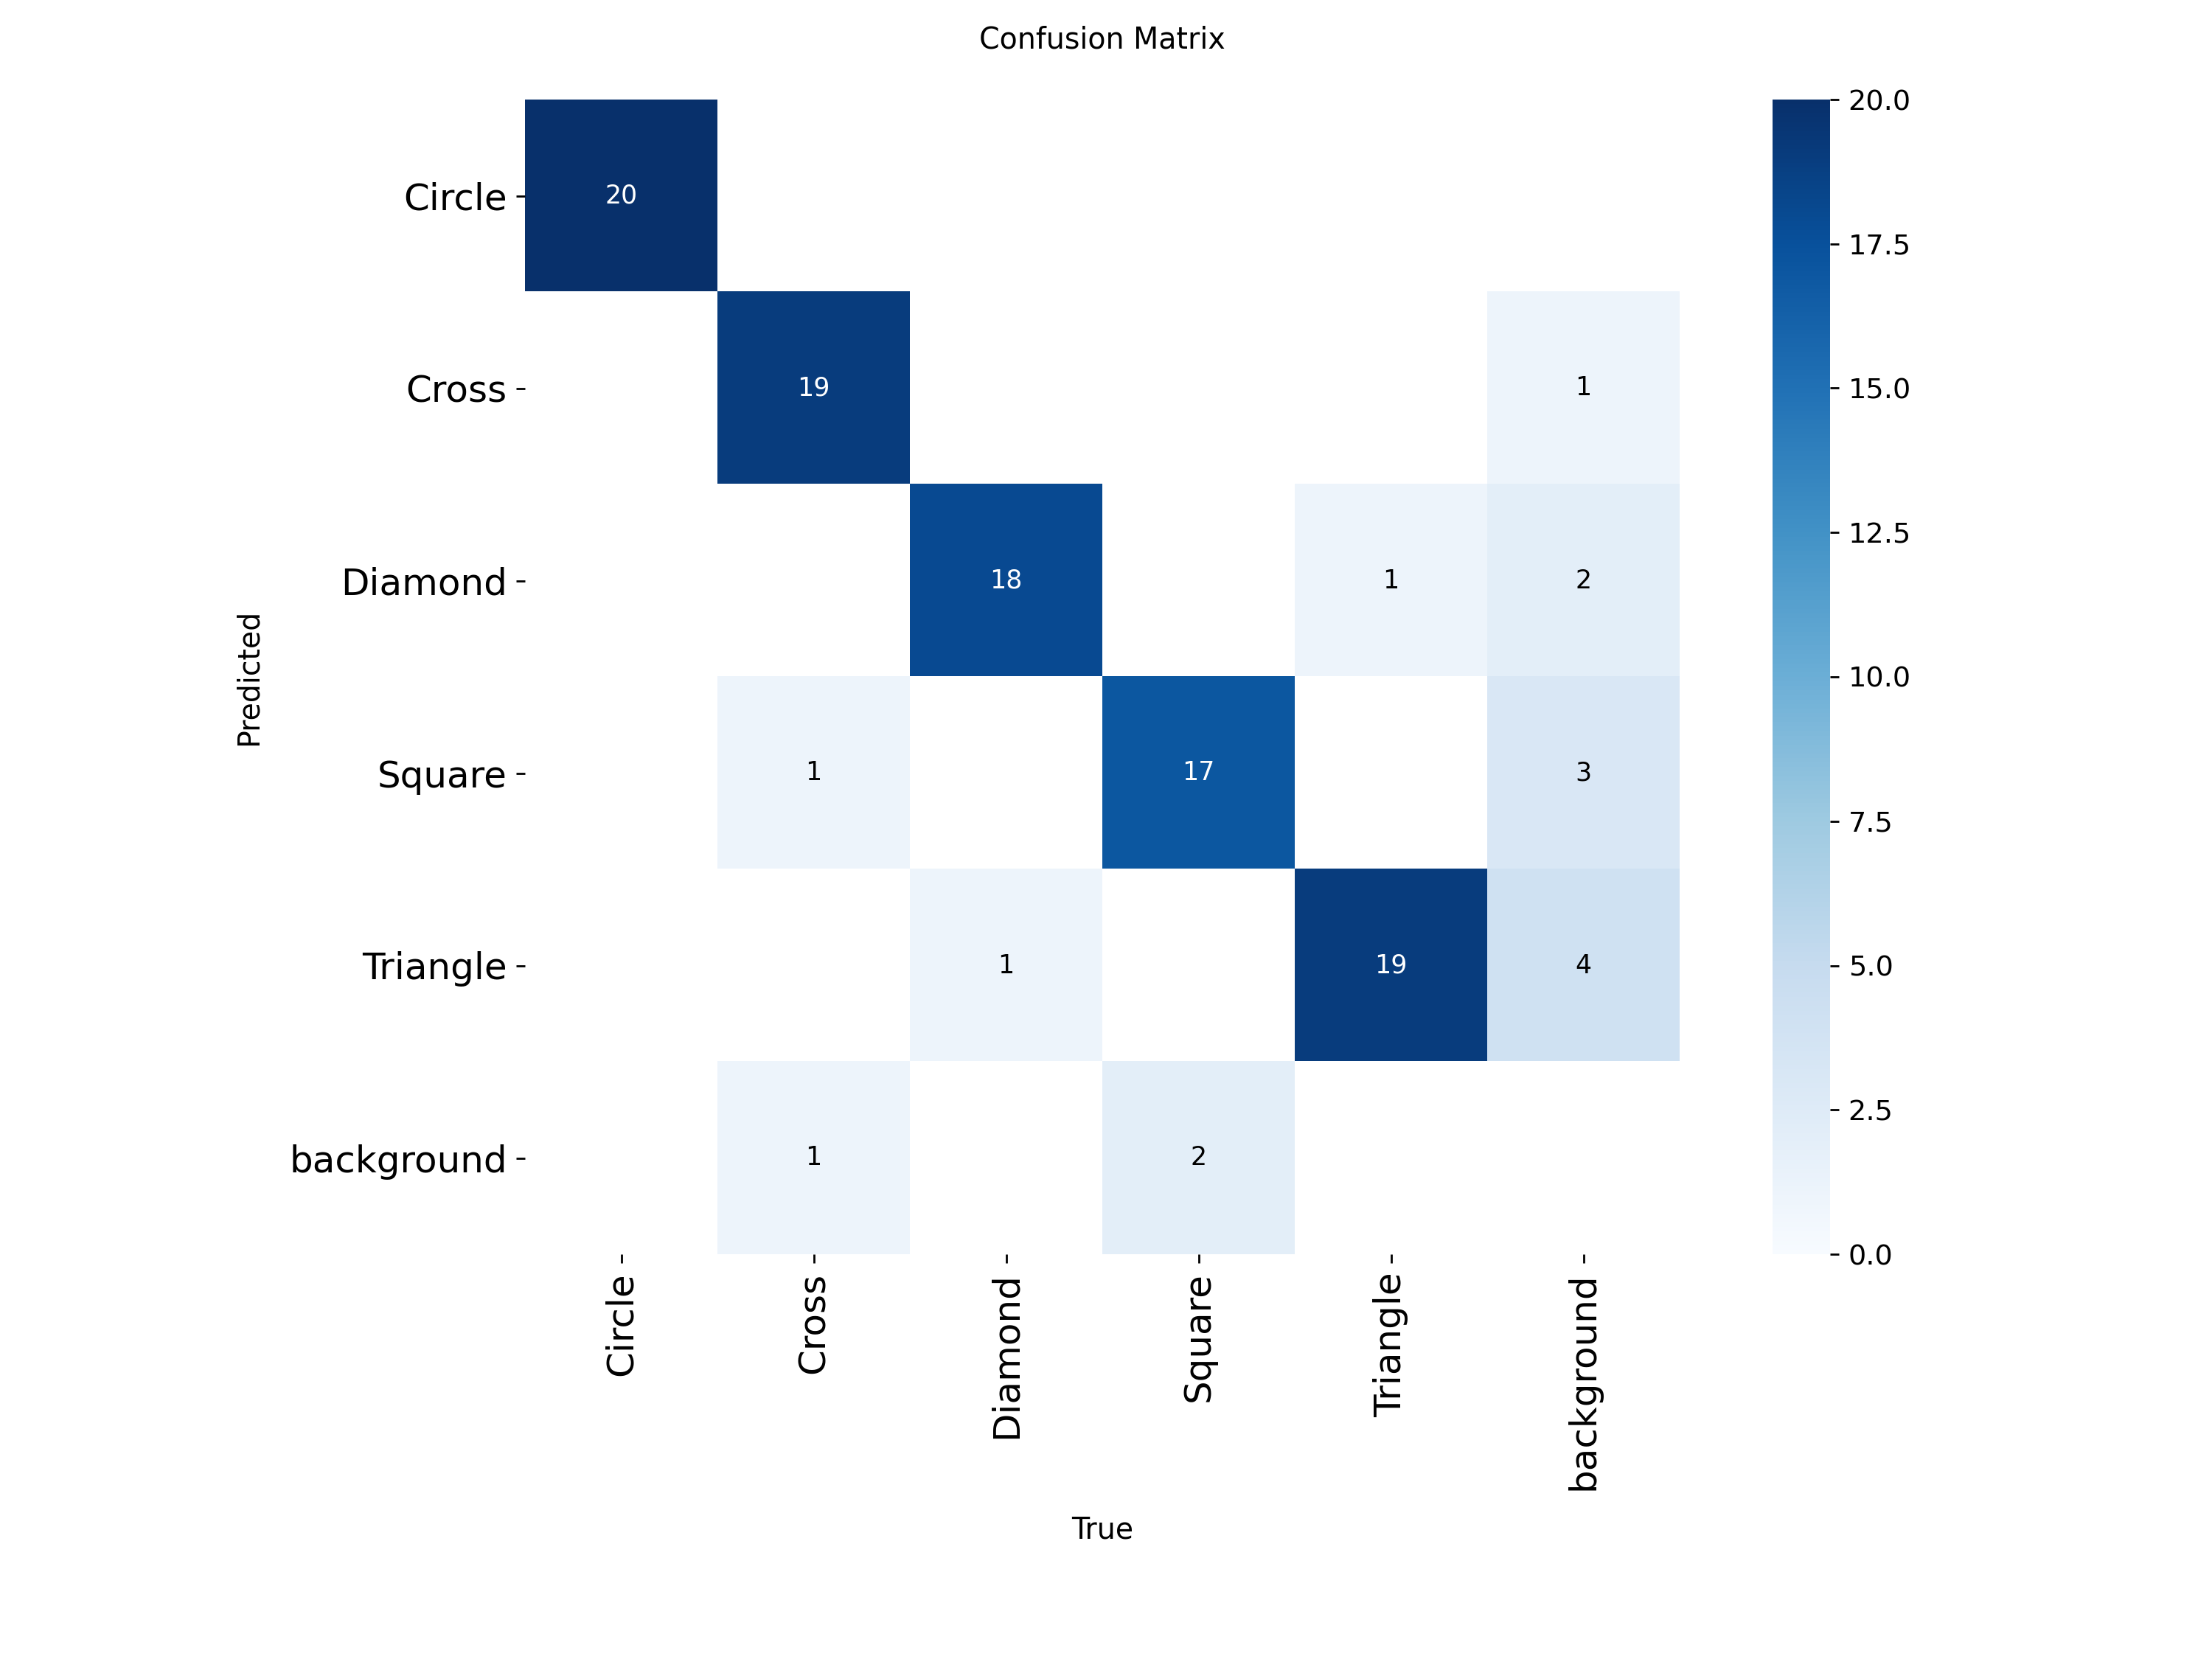 Confusion Matrix
Circle
20
Cross
19
1
Diamond
18
1
2
Square
1
17
3
Triangle
1
19
4
background
1
2
Circle
Cross
Diamond
Square
Triangle
background
Predicted
True
20.0
17.5
15.0
12.5
10.0
7.5
5.0
2.5
0.0